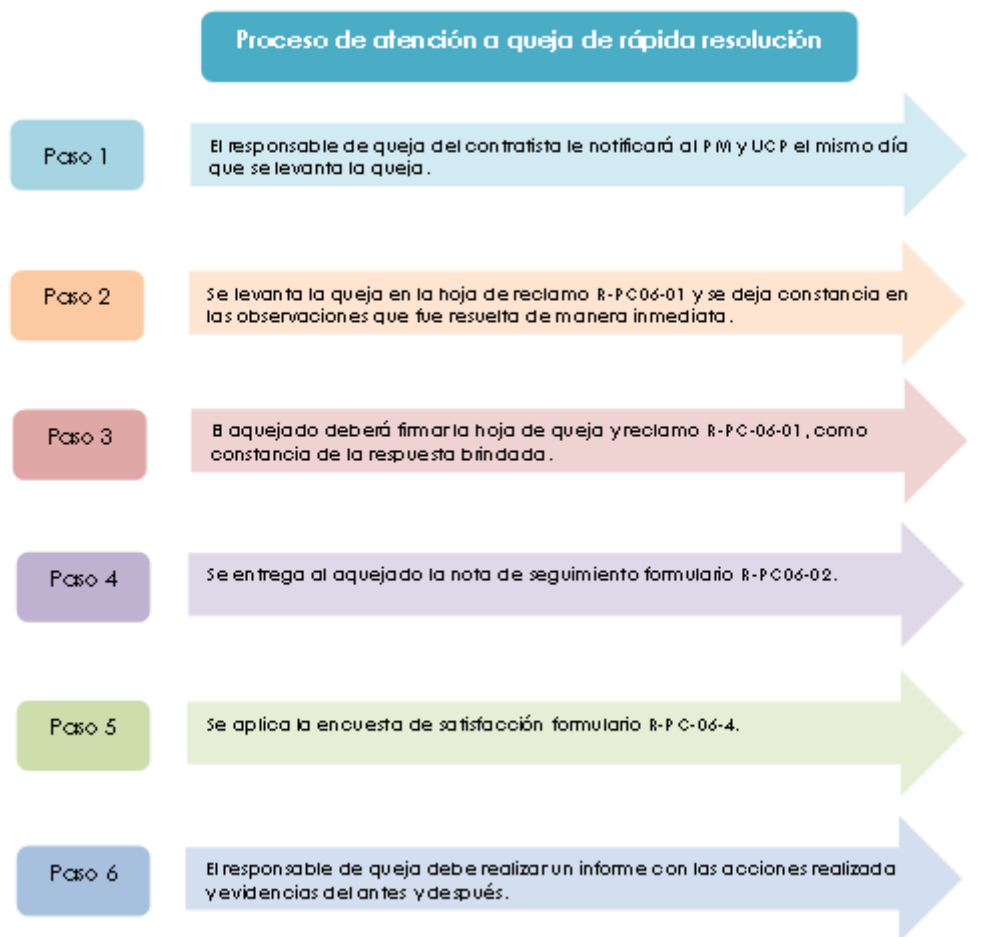 Proceso de atención a queja de rápida resolución
Paso 1
El responsable de queja del contratista le notificará al PM y UCP el mismo día
que se levanta la queja.
Paso 2
Se levanta la queja en la hoja de reclamo R-PC06-01 y se deja constancia en
las observaciones que fue resuelta de manera inmediata.
Paso 3
El aquejado deberá firmar la hoja de queja y reclamo R-PC-06-01, como
constancia de la respuesta brindada.
Paso 4
Se entrega al aquejado la nota de seguimiento formulario R-PC06-02.
Paso 5
Se aplica la encuesta de satisfacción formulario R-PC-06-4.
Paso 6
El responsable de queja debe realizar un informe con las acciones realizada
y evidencias del antes y después.